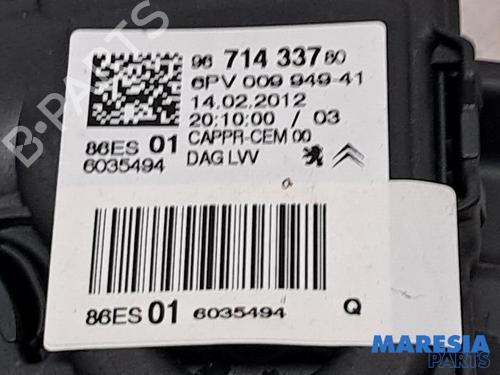 96 714 337 80
6PV 009 949-41
14.02.2012
20:10:00 / 03
86ES 01 CAPPR-CEM 00
6035494 DAG LVV
86ES 01 6035494 Q
B-PARTS
MARESIA
PARTS